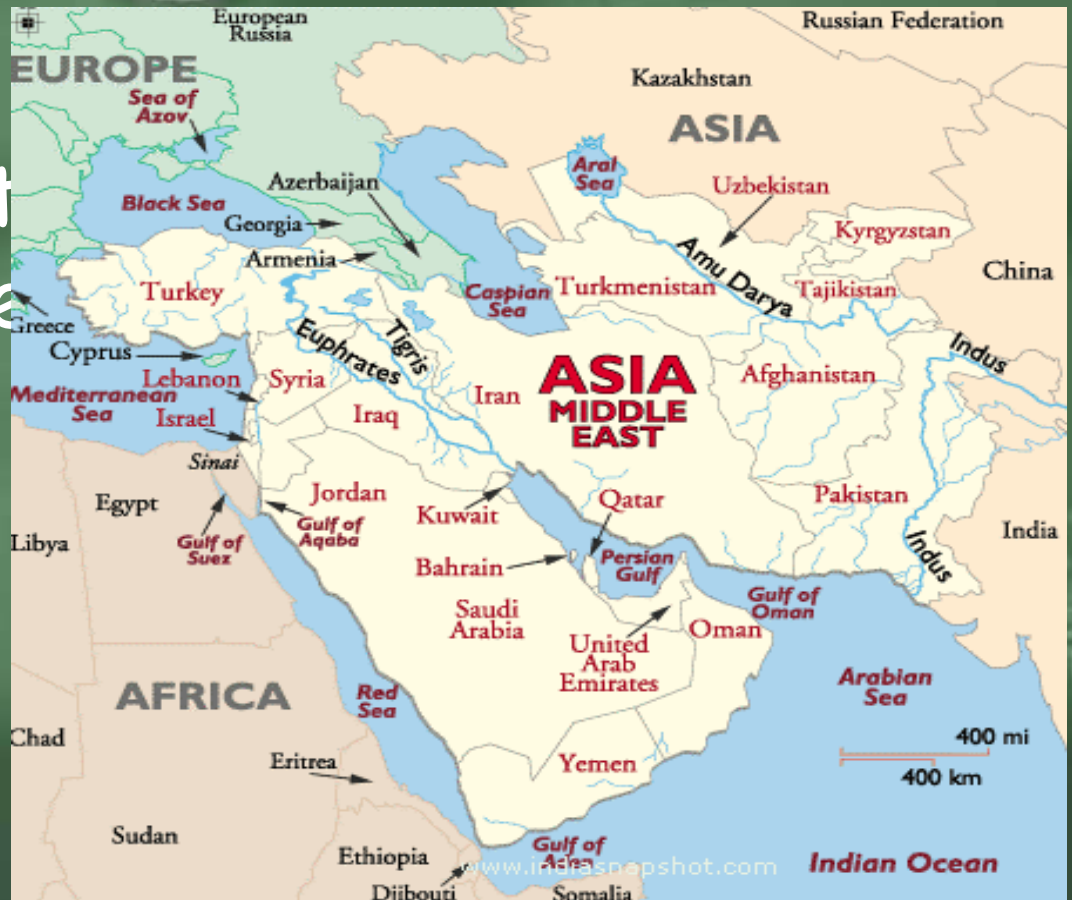 European
Russia
Russian Federation
EUROPE
Kazakhstan
Sea of
Azov
ASIA
Aral
Sea
Azerbaijan
Uzbekistan
Black Sea
Georgia
Kyrgyzstan
Armenia
Amu Darya
China
Turkey
Caspian
Sea
Turkmenistan
Tajikistan
Greece
Cyprus
Euphrates
Tigris
Indus
Lebanon
Syria
ASIA
MIDDLE
EAST
Afghanistan
Mediterranean
Sea
Iran
Israel
Iraq
Sinai
Egypt
Jordan
Kuwait
Qatar
Pakistan
Gulf of
Aqaba
Libya
Gulf of
Suez
India
Bahrain
Persian
Gulf
Indus
Gulf of
Oman
Saudi
Arabia
United
Arab
Emirates
Oman
AFRICA
Red
Sea
Arabian
Sea
Chad
400 mi
Eritrea
Yemen
400 km
Sudan
Ethiopia
Gulf of
Aden
www.indiasnapshot.com
Indian Ocean
Djibouti
Somalia